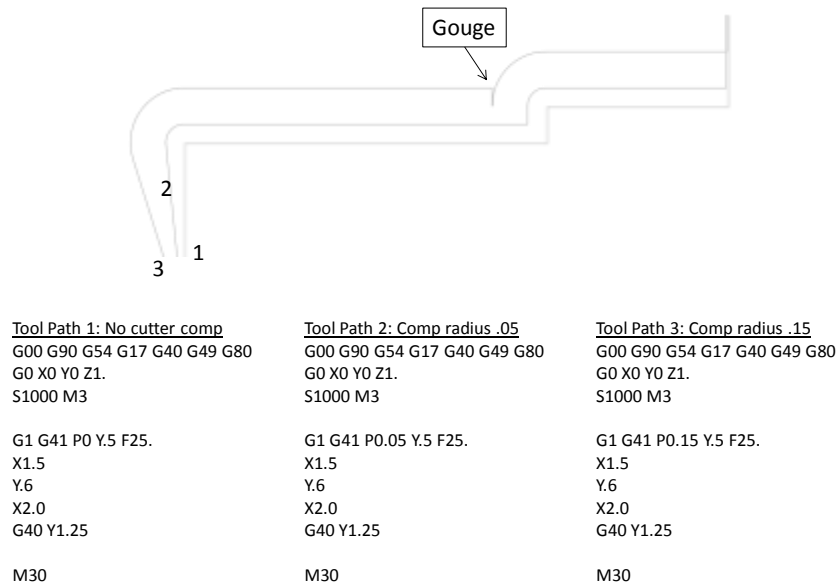 Gouge
2
1
3
Tool Path 1: No cutter comp
G00 G90 G54 G17 G40 G49 G80
G0 X0 Y0 Z1.
S1000 M3
G1 G41 P0 Y.5 F25.
X1.5
Y.6
X2.0
G40 Y1.25
M30
Tool Path 2: Comp radius .05
G00 G90 G54 G17 G40 G49 G80
G0 X0 Y0 Z1.
S1000 M3
G1 G41 P0.05 Y.5 F25.
X1.5
Y.6
X2.0
G40 Y1.25
M30
Tool Path 3: Comp radius .15
G00 G90 G54 G17 G40 G49 G80
G0 X0 Y0 Z1.
S1000 M3
G1 G41 P0.15 Y.5 F25.
X1.5
Y.6
X2.0
G40 Y1.25
M30